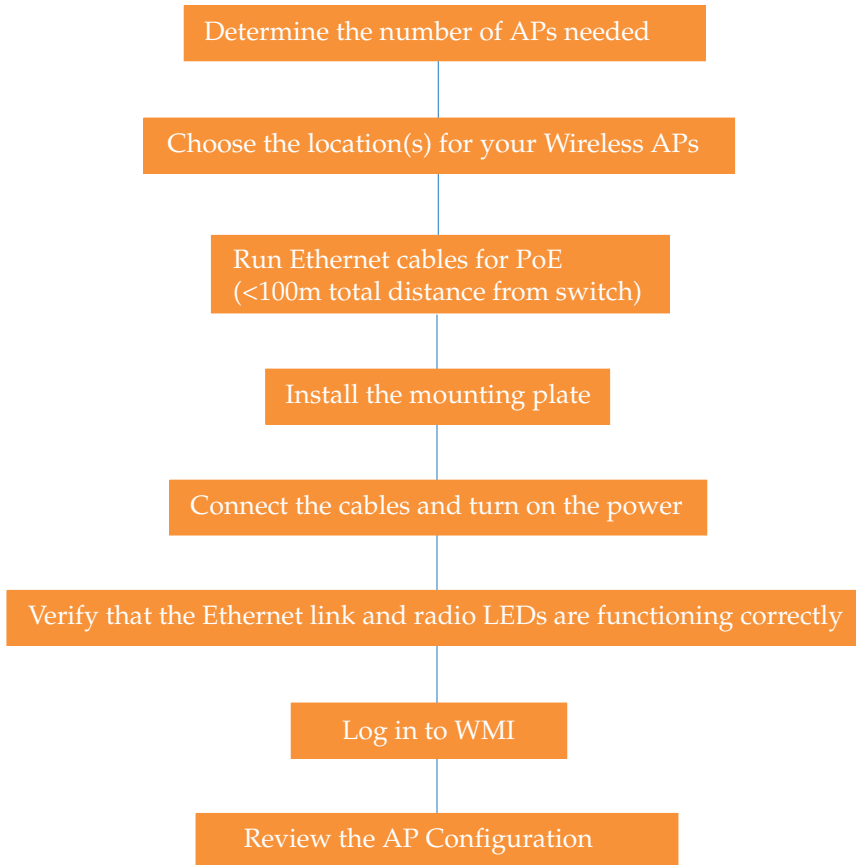 Determine the number of APs needed
Choose the location(s) for your Wireless APs
Run Ethernet cables for PoE
(<100m total distance from switch)
Install the mounting plate
Connect the cables and turn on the power
Verify that the Ethernet link and radio LEDs are functioning correctly
Log in to WMI
Review the AP Configuration